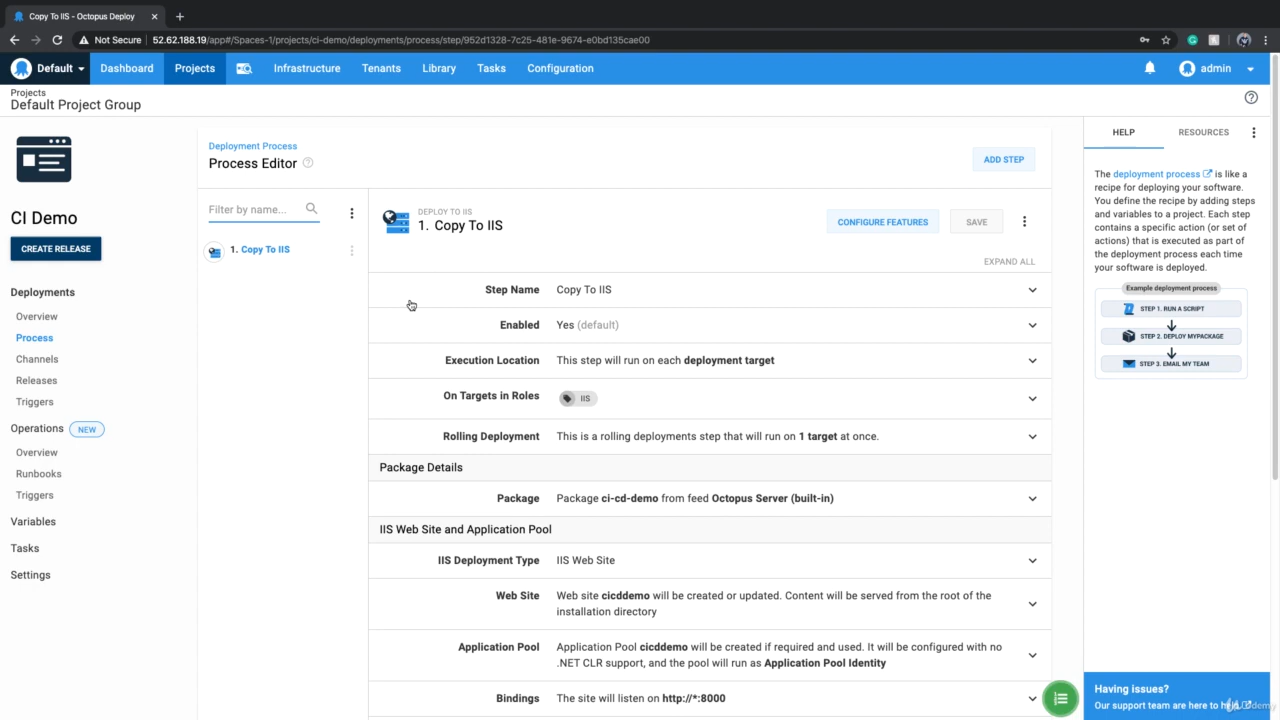 Copy To IIS - Octopus Deploy
Not Secure 52.62.188.19/app#/Spaces-1/projects/ci-demo/deployments/process/step/952d1328-7c25-481e-9674-e0bd135cae00
Default Dashboard Projects Infrastructure Tenants Library Tasks Configuration admin
Projects
Default Project Group
CI Demo
CREATE RELEASE
Deployments
Overview
Process
Channels
Releases
Triggers
Operations NEW
Overview
Runbooks
Triggers
Variables
Tasks
Settings
Deployment Process
Process Editor
ADD STEP
Filter by name...
1. Copy To IIS
DEPLOY TO IIS
1. Copy To IIS
CONFIGURE FEATURES SAVE
EXPAND ALL
Step Name Copy To IIS
Enabled Yes (default)
Execution Location This step will run on each deployment target
On Targets in Roles IIS
Rolling Deployment This is a rolling deployments step that will run on 1 target at once.
Package Details
Package Package ci-cd-demo from feed Octopus Server (built-in)
IIS Web Site and Application Pool
IIS Deployment Type IIS Web Site
Web Site Web site cicddemo will be created or updated. Content will be served from the root of the
installation directory
Application Pool Application Pool cicddemo will be created if required and used. It will be configured with no
.NET CLR support, and the pool will run as Application Pool Identity
Bindings The site will listen on http://*:8000
HELP RESOURCES
The deployment process is like a
recipe for deploying your software.
You define the recipe by adding steps
and variables to a project. Each step
contains a specific action (or set of
actions) that is executed as part of
the deployment process each time
your software is deployed.
Example deployment process
STEP 1. RUN A SCRIPT
STEP 2. DEPLOY MYPACKAGE
STEP 3. EMAIL MY TEAM
Having issues?
Our support team are here to
Udemy